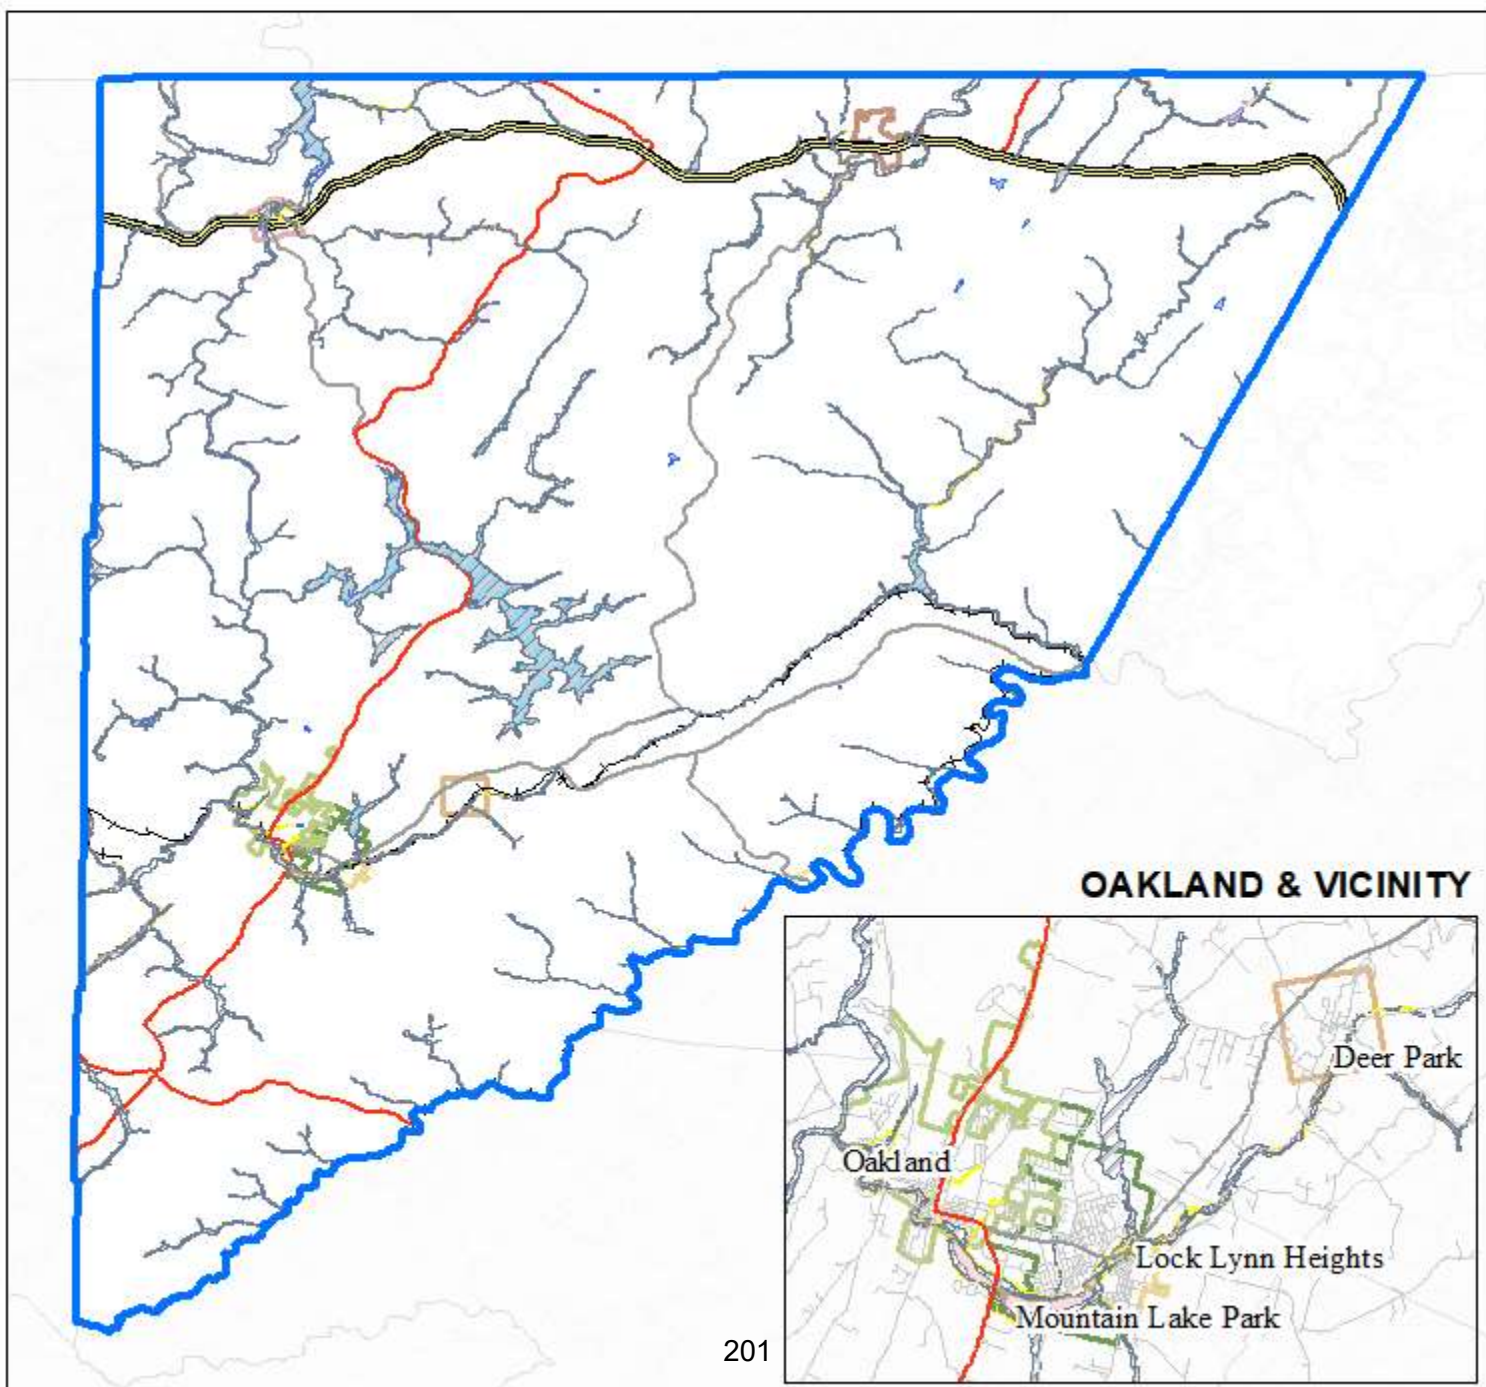 OAKLAND & VICINITY
Deer Park
Oakland
Lock Lynn Heights
Mountain Lake Park
201